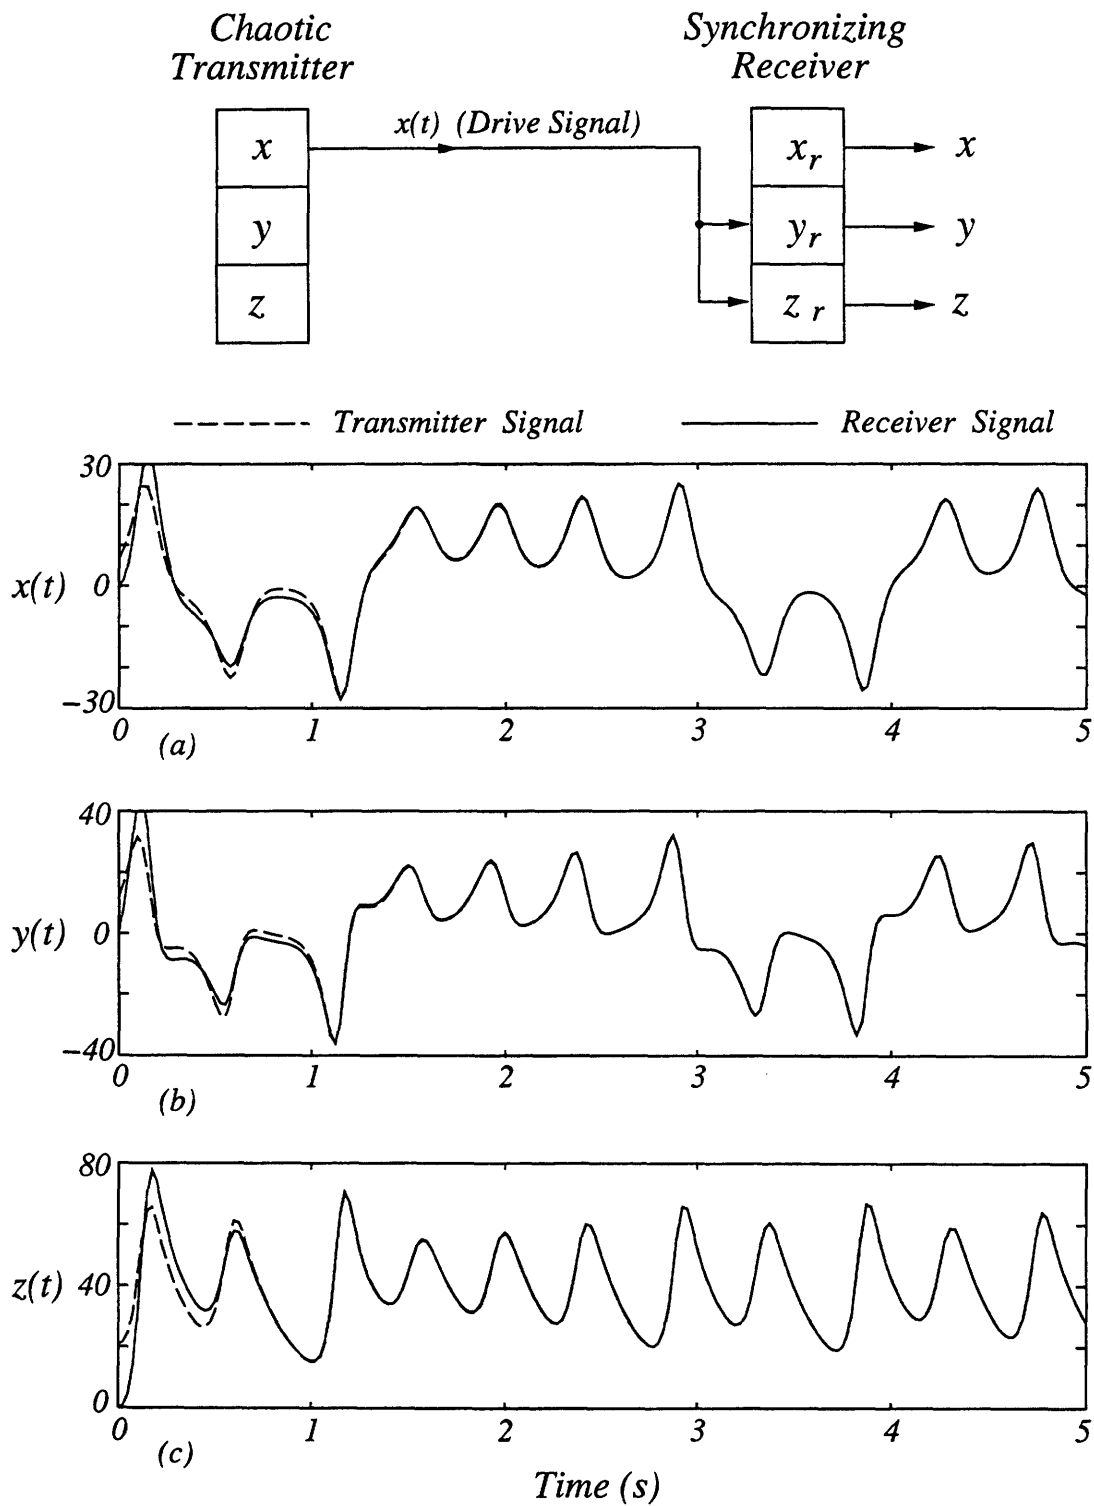 Chaotic
Transmitter
Synchronizing
Receiver
x(t) (Drive Signal)
x
y
z
x_r
y_r
z_r
x
y
z
Transmitter Signal
Receiver Signal
30
x(t) 0
−30
0 1 2 3 4 5
(a)
40
y(t) 0
−40
0 1 2 3 4 5
(b)
80
z(t) 40
0
0 1 2 3 4 5
(c)
Time (s)